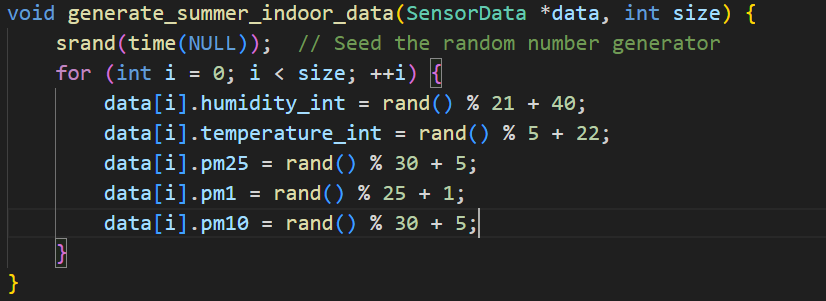 void generate_summer_indoor_data(SensorData *data, int size) {
    srand(time(NULL));  // Seed the random number generator
    for (int i = 0; i < size; ++i) {
        data[i].humidity_int = rand() % 21 + 40;
        data[i].temperature_int = rand() % 5 + 22;
        data[i].pm25 = rand() % 30 + 5;
        data[i].pm1 = rand() % 25 + 1;
        data[i].pm10 = rand() % 30 + 5;
    }
}